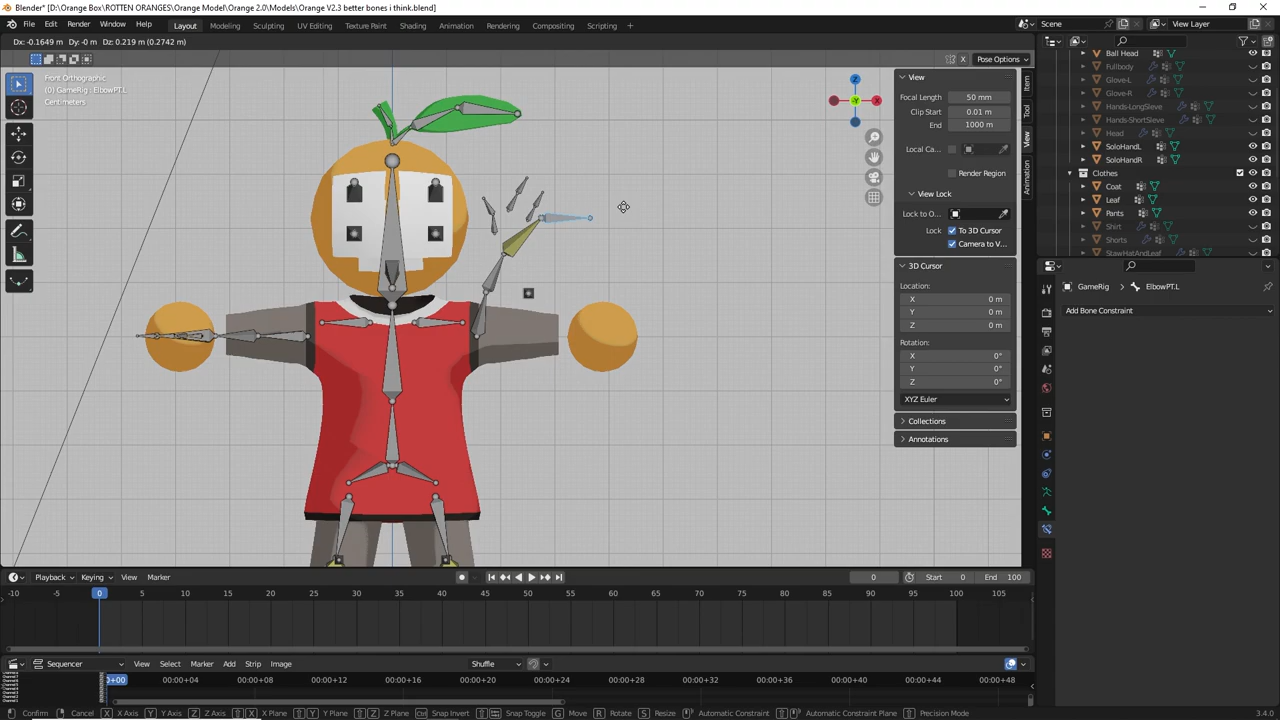 Blender* [D:\Orange Box\ROTTEN ORANGES\Orange Model\Orange 2.0\Models\Orange V2.3 better bones i think.blend]
File Edit Render Window Help Layout Modeling Sculpting UV Editing Texture Paint Shading Animation Rendering Compositing Scripting + Scene View Layer
Dx: -0.1649 m Dy: -0 m Dz: 0.219 m (0.2742 m)
X Pose Options
Front Orthographic
(0) GameRig : ElbowPT.L
Centimeters
View
Focal Length 50 mm
Clip Start 0.01 m
End 1000 m
Local Ca...
Render Region
View Lock
Lock to O...
Lock To 3D Cursor
Camera to V...
3D Cursor
Location:
X 0 m
Y 0 m
Z 0 m
Rotation:
X 0°
Y 0°
Z 0°
XYZ Euler
Collections
Annotations
Item
Tool
View
Animation
Z
X
Y
Ball Head
Fullbody
Glove-L
Glove-R
Hands-LongSleve
Hands-ShortSleve
Head
SoloHandL
SoloHandR
Clothes
Coat
Leaf
Pants
Shirt
Shorts
StawHatAndLeaf
GameRig ElbowPT.L
Add Bone Constraint
Playback Keying View Marker 0 Start 0 End 100
-10 -5 0 5 10 15 20 25 30 35 40 45 50 55 60 65 70 75 80 85 90 95 100 105
Sequencer View Select Marker Add Strip Image Shuffle
0+00 00:00+04 00:00+08 00:00+12 00:00+16 00:00+20 00:00+24 00:00+28 00:00+32 00:00+36 00:00+40 00:00+44 00:00+48
Confirm Cancel X X Axis Y Y Axis Z Z Axis X X Plane Y Y Plane Z Z Plane Snap Invert Snap Toggle G Move R Rotate S Resize Automatic Constraint Automatic Constraint Plane Precision Mode 3.4.0